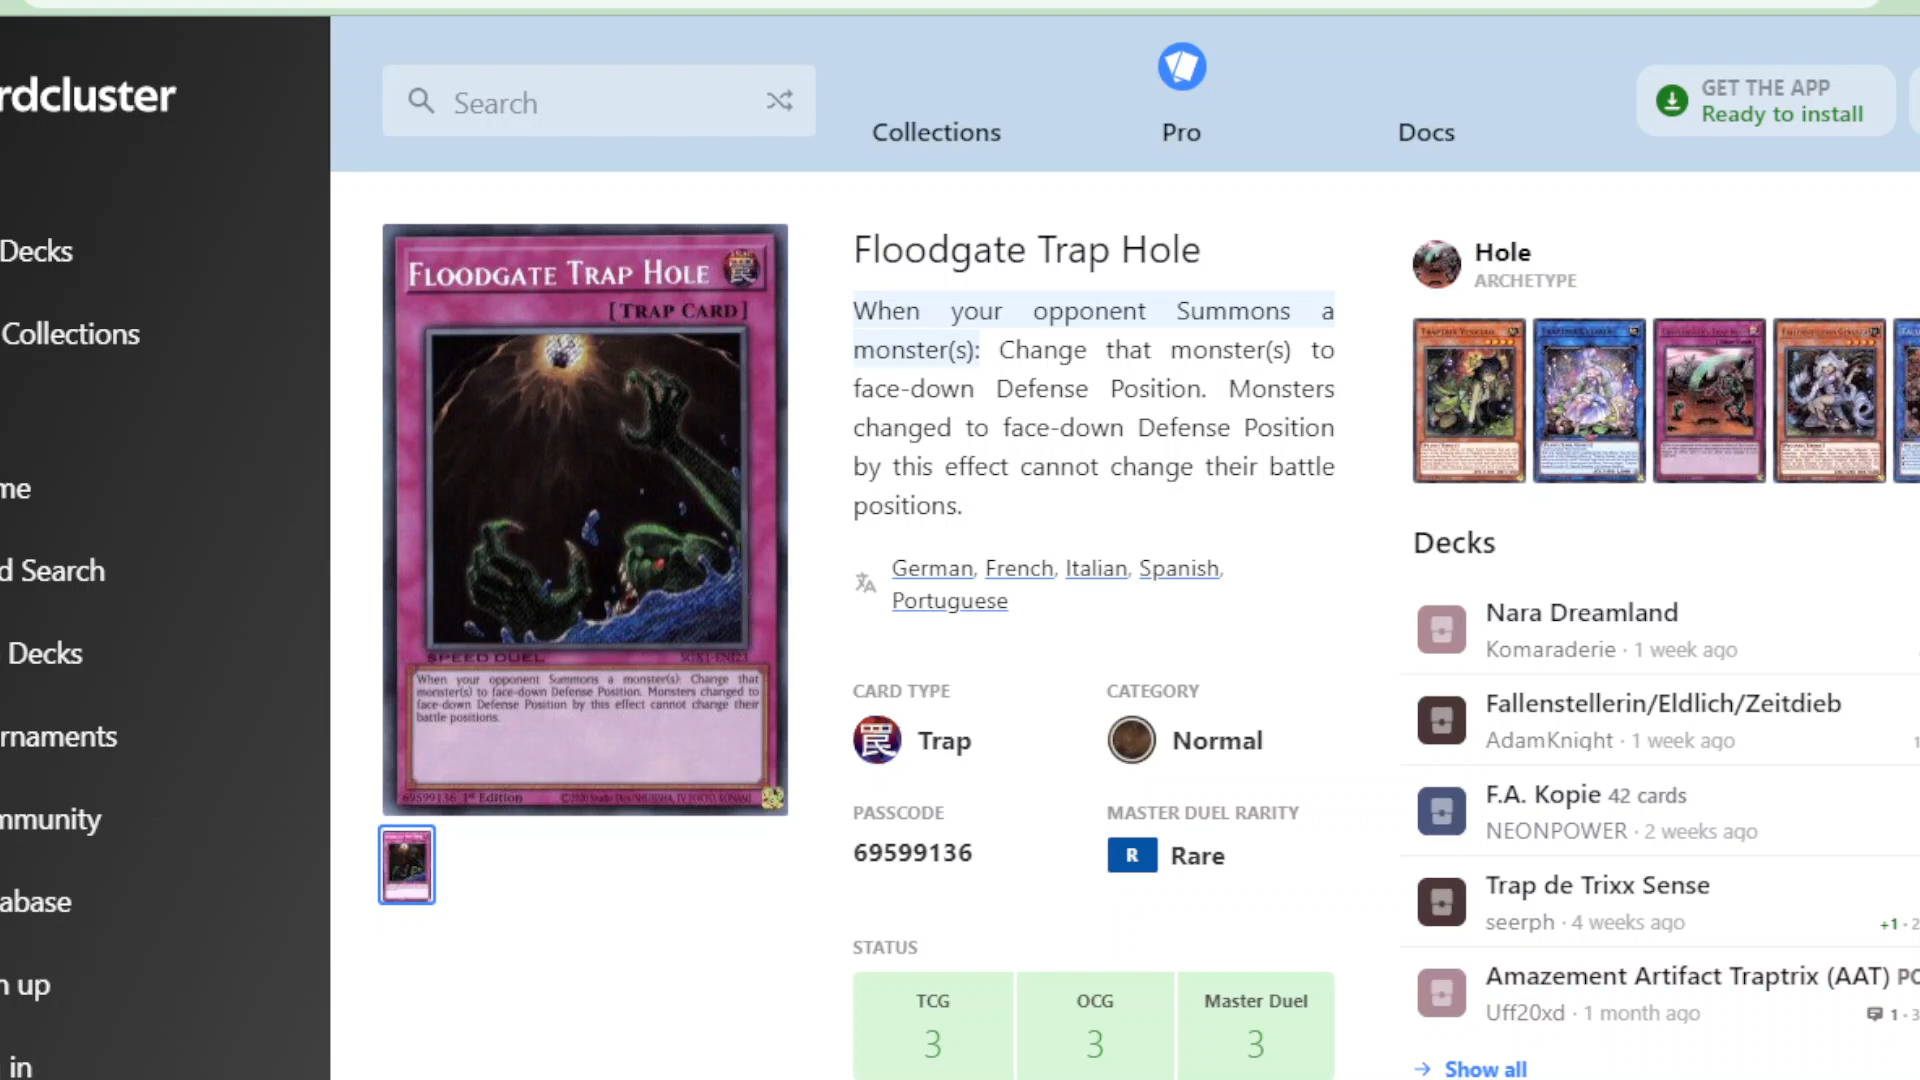 rdcluster
Search
Collections
Pro
Docs
GET THE APP
Ready to install
Decks
Collections
me
d Search
Decks
rnaments
mmunity
abase
n up
in
FLOODGATE TRAP HOLE
[TRAP CARD]
SPEED DUEL
When your opponent Summons a monster(s): Change that
monster(s) to face-down Defense Position. Monsters changed to
face-down Defense Position by this effect cannot change their
battle positions.
69599136 1st Edition
Floodgate Trap Hole
When your opponent Summons a
monster(s): Change that monster(s) to
face-down Defense Position. Monsters
changed to face-down Defense Position
by this effect cannot change their battle
positions.
German, French, Italian, Spanish,
Portuguese
CARD TYPE
罠 Trap
CATEGORY
Normal
PASSCODE
69599136
MASTER DUEL RARITY
R Rare
STATUS
TCG
3
OCG
3
Master Duel
3
Hole
ARCHETYPE
Decks
Nara Dreamland
Komaraderie · 1 week ago
Fallenstellerin/Eldlich/Zeitdieb
AdamKnight · 1 week ago
F.A. Kopie 42 cards
NEONPOWER · 2 weeks ago
Trap de Trixx Sense
seerph · 4 weeks ago
+1 · 2
Amazement Artifact Traptrix (AAT) PO
Uff20xd · 1 month ago
1 · 3
→ Show all